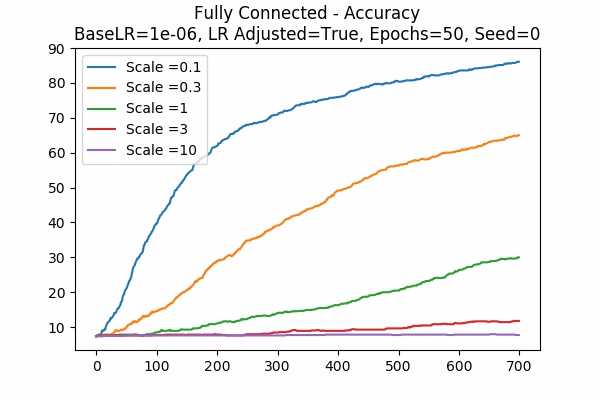 Fully Connected - Accuracy
BaseLR=1e-06, LR Adjusted=True, Epochs=50, Seed=0
90
80
70
60
50
40
30
20
10
Scale =0.1
Scale =0.3
Scale =1
Scale =3
Scale =10
0 100 200 300 400 500 600 700